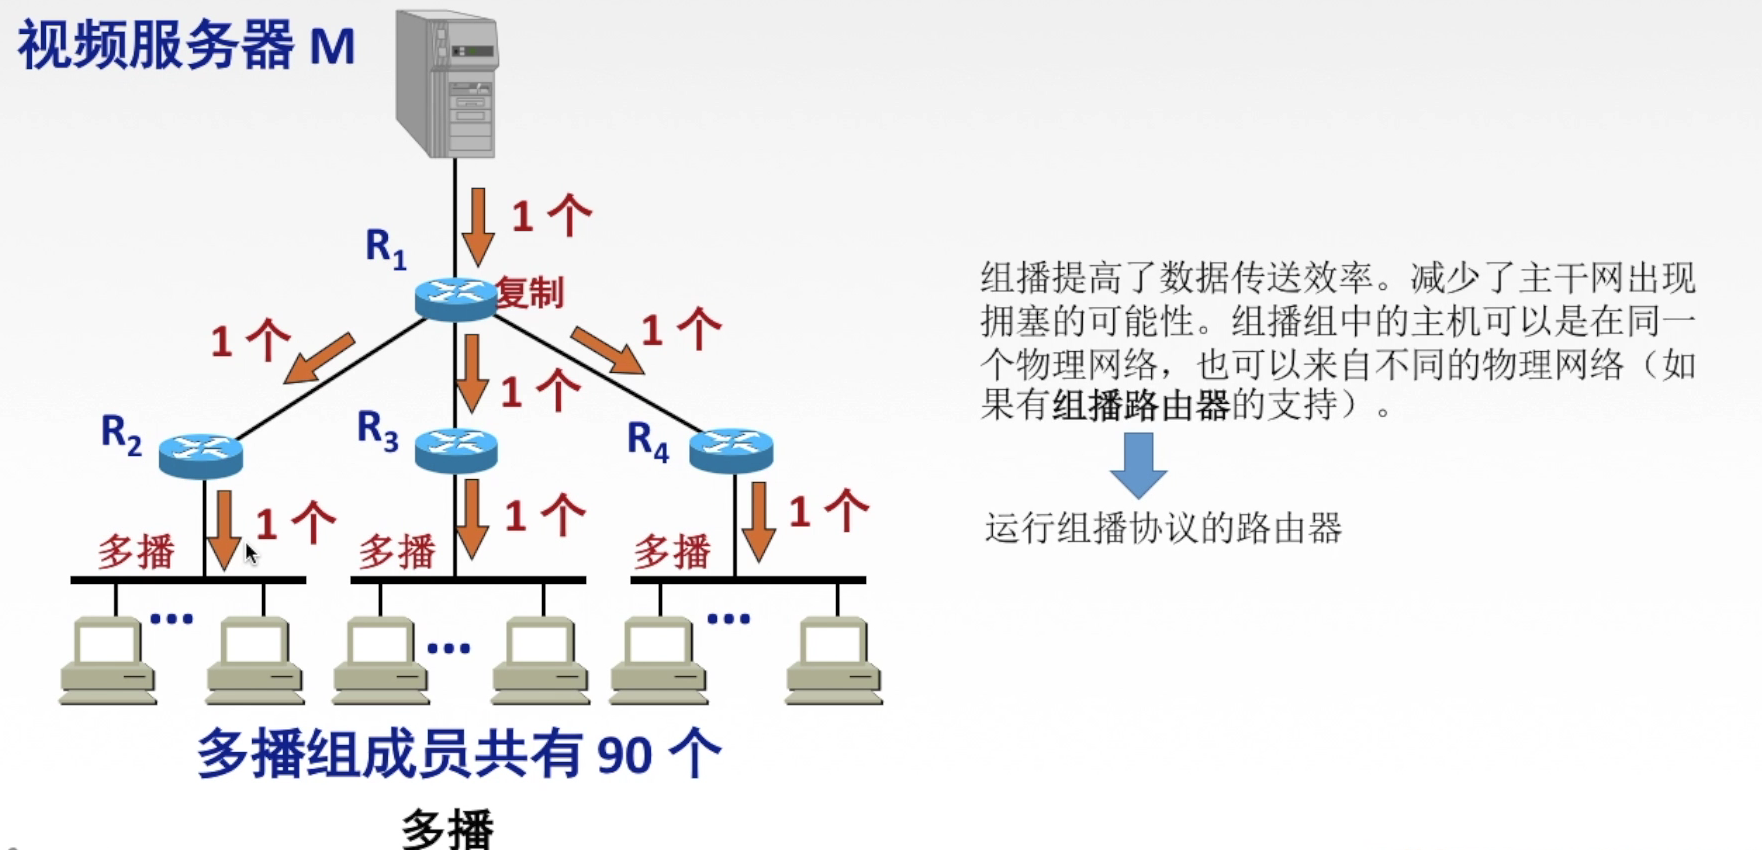 视频服务器 M
1 个
R1
复制
1 个
1 个
1 个
R2
R3
R4
1 个
1 个
1 个
多播
多播
多播
...
...
...
多播组成员共有 90 个
多播
组播提高了数据传送效率。减少了主干网出现
拥塞的可能性。组播组中的主机可以是在同一
个物理网络，也可以来自不同的物理网络（如
果有组播路由器的支持）。
运行组播协议的路由器